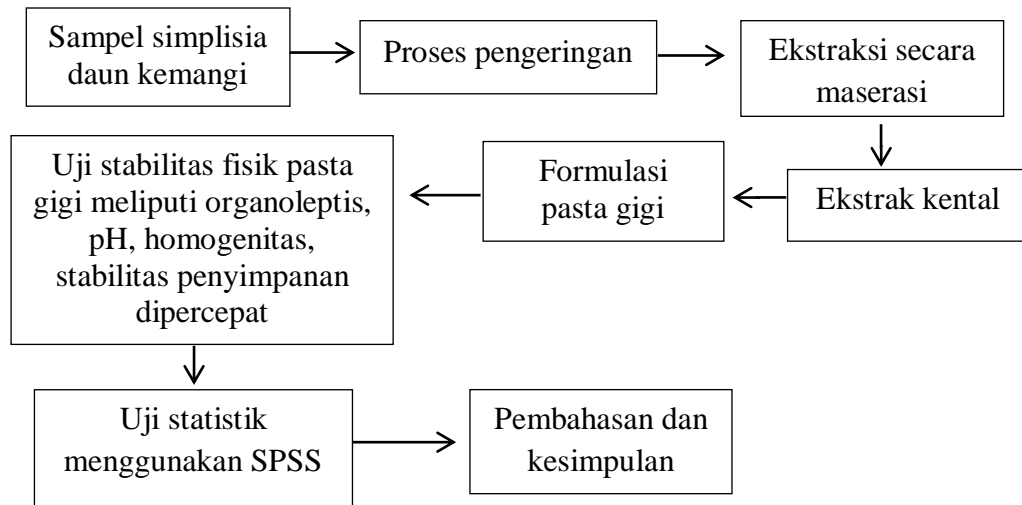 Sampel simplisia
daun kemangi
Proses pengeringan
Ekstraksi secara
maserasi
Ekstrak kental
Formulasi
pasta gigi
Uji stabilitas fisik pasta
gigi meliputi organoleptis,
pH, homogenitas,
stabilitas penyimpanan
dipercepat
Uji statistik
menggunakan SPSS
Pembahasan dan
kesimpulan